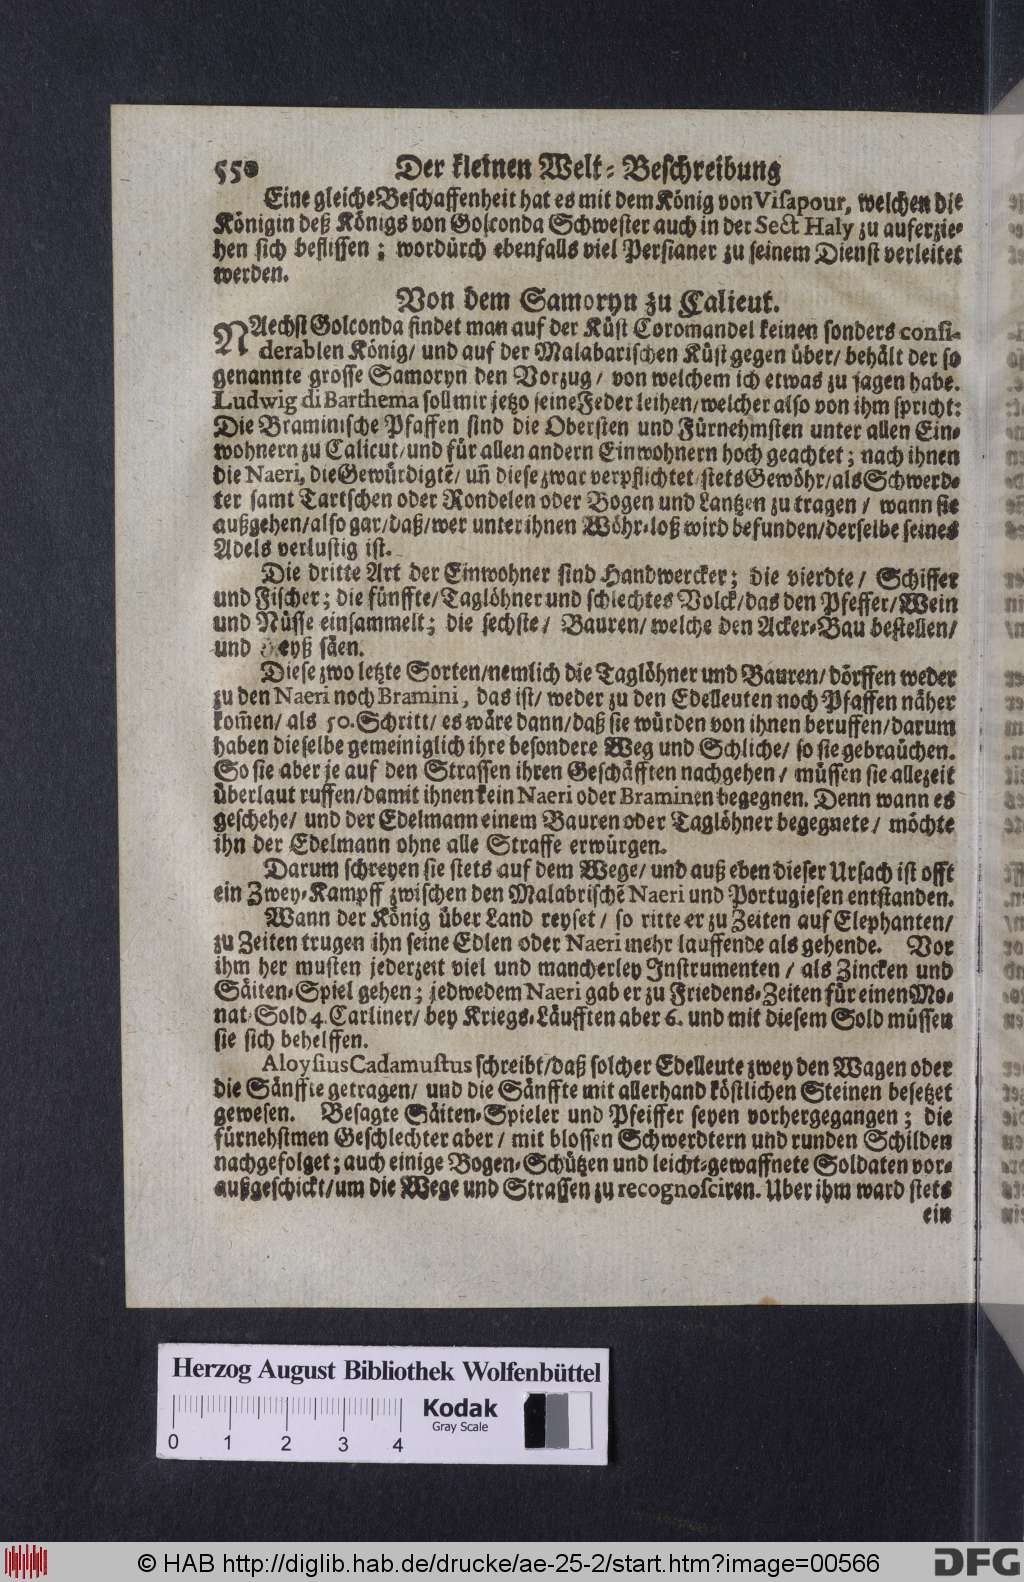 550 Der kleinen Welt-Beschreibung
Eine gleiche Beschaffenheit hat es mit dem König von Visapour, welchen die
Königin deß Königs von Golconda Schwester auch in der Sect Haly zu auferzie-
hen sich beflissen; wordürch ebenfalls viel Persianer zu seinem Dienst verleitet
werden.
Von dem Samoryn zu Calicut.
NAechst Golconda findet man auf der Küst Coromandel keinen sonders consi-
derablen König/ und auf der Malabarischen Küst gegen über/ behält der so
genannte grosse Samoryn den Vorzug/ von welchem ich etwas zu sagen habe.
Ludwig di Barthema soll mir jetzo seine Feder leihen/ welcher also von ihm spricht:
Die Braminische Pfaffen sind die Obersten und Fürnehmsten unter allen Ein-
wohnern zu Calicut/ und für allen andern Einwohnern hoch geachtet; nach ihnen
die Naeri, die Gewürdigtẽ/ uñ diese zwar verpflichtet/ stets Gewöhr/ als Schwerd-
ter samt Tartschen oder Rondelen oder Bogen und Lantzen zu tragen/ wann sie
außgehen/ also gar/ daß/ wer unter ihnen Wöhr-loß wird befunden/ derselbe seines
Adels verlustig ist.
Die dritte Art der Einwohner sind Handwercker; die vierdte/ Schiffer
und Fischer; die fünffte/ Taglöhner und schlechtes Volck/ das den Pfeffer/ Wein
und Nüsse einsammelt; die sechste/ Bauren/ welche den Acker-Bau bestellen/
und Reyß säen.
Diese zwo letzte Sorten/ nemlich die Taglöhner und Bauren/ dörffen weder
zu den Naeri noch Bramini, das ist/ weder zu den Edelleuten noch Pfaffen näher
kom̃en/ als 50. Schritt/ es wäre dann/ daß sie würden von ihnen beruffen/ darum
haben dieselbe gemeiniglich ihre besondere Weg und Schliche/ so sie gebraüchen.
So sie aber je auf den Strassen ihren Geschäfften nachgehen/ müssen sie allezeit
überlaut ruffen/ damit ihnen kein Naeri oder Braminen begegnen. Denn wann es
geschehe/ und der Edelmann einem Bauren oder Taglöhner begegnete/ möchte
ihn der Edelmann ohne alle Straffe erwürgen.
Darum schreyen sie stets auf dem Wege/ und auß eben dieser Ursach ist offt
ein Zwey-Kampff zwischen den Malabrischẽ Naeri und Portugiesen entstanden.
Wann der König über Land reyset/ so ritte er zu Zeiten auf Elephanten/
zu Zeiten trugen ihn seine Edlen oder Naeri mehr lauffende als gehende. Vor
ihm her musten jederzeit viel und mancherley Instrumenten/ als Zincken und
Säiten-Spiel gehen; jedwedem Naeri gab er zu Friedens-Zeiten für einen Mo-
nat-Sold 4. Carliner/ bey Kriegs-Läufften aber 6. und mit diesem Sold müssen
sie sich behelffen.
Aloysius Cadamustus schreibt/ daß solcher Edelleute zwey den Wagen oder
die Sänffte getragen/ und die Sänffte mit allerhand köstlichen Steinen besetzet
gewesen. Besagte Säiten-Spieler und Pfeiffer seyen vorhergegangen; die
fürnehstmen Geschlechter aber/ mit blossen Schwerdtern und runden Schilden
nachgefolget; auch einige Bogen-Schützen und leicht-gewaffnete Soldaten vor-
außgeschickt/ um die Wege und Strassen zu recognosciren. Uber ihm ward stets
ein
Herzog August Bibliothek Wolfenbüttel
Kodak
Gray Scale
0 1 2 3 4
© HAB http://diglib.hab.de/drucke/ae-25-2/start.htm?image=00566
DFG